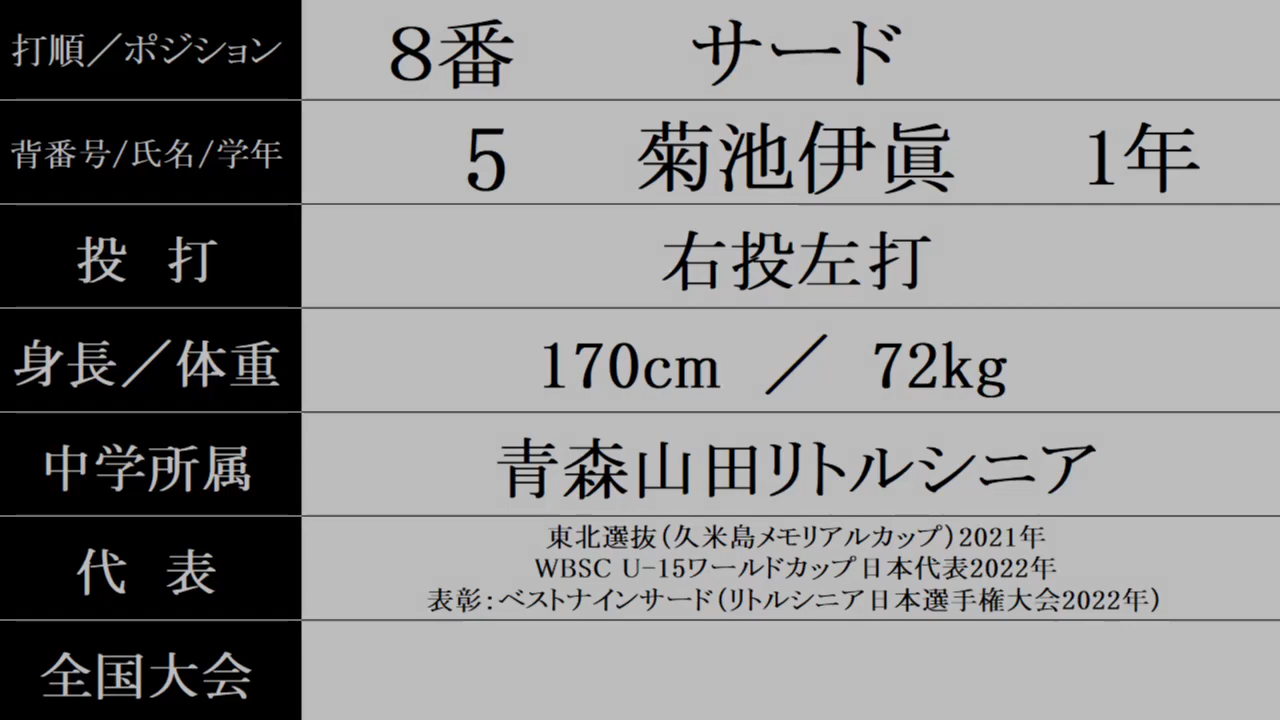 打順／ポジション 8番 サード
背番号/氏名/学年 5 菊池伊眞 1年
投 打 右投左打
身長／体重 170cm ／ 72kg
中学所属 青森山田リトルシニア
代 表 東北選抜（久米島メモリアルカップ）2021年
WBSC U-15ワールドカップ日本代表2022年
表彰：ベストナインサード（リトルシニア日本選手権大会2022年）
全国大会